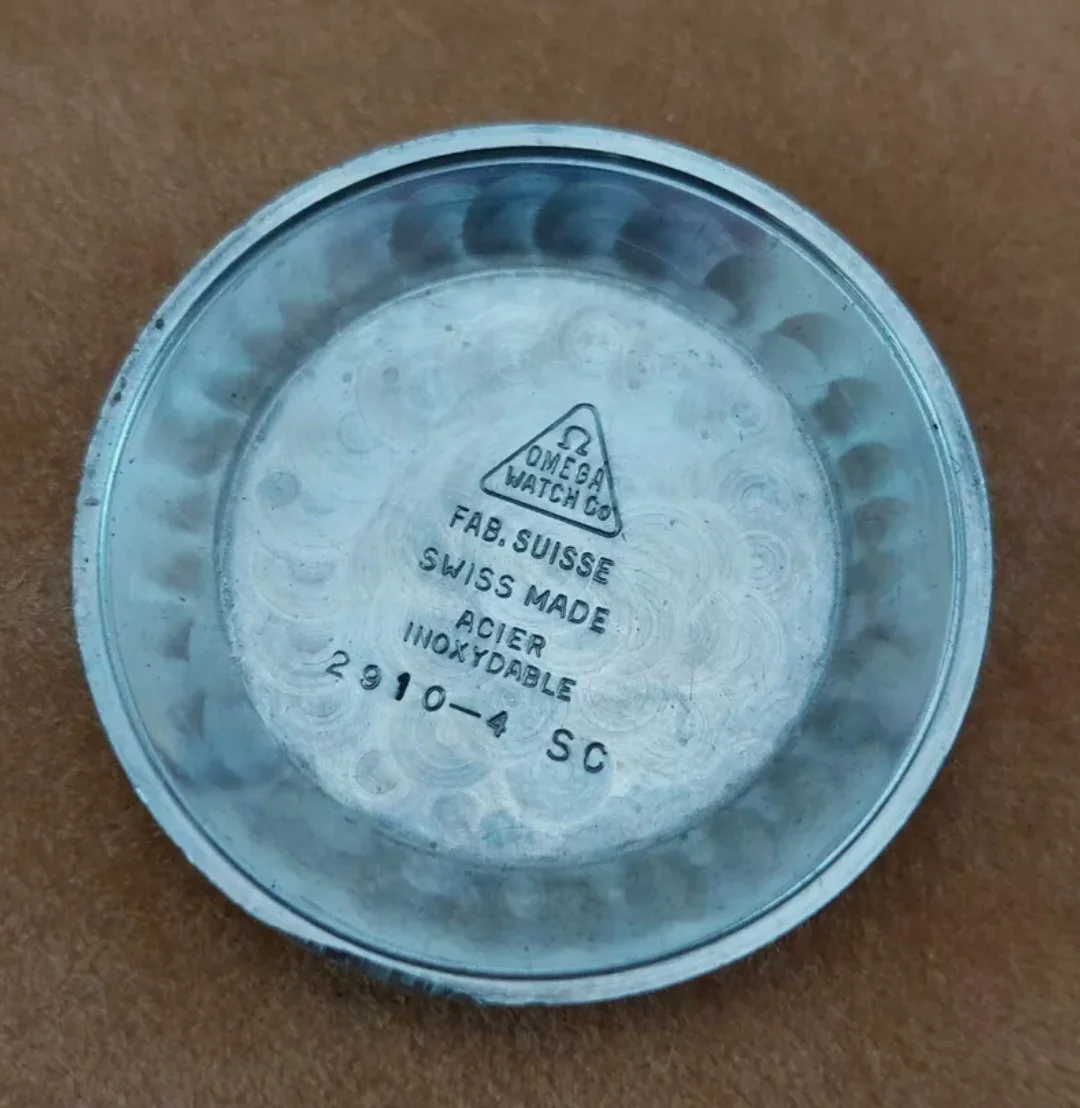 Ω
OMEGA
WATCH Co
FAB. SUISSE
SWISS MADE
ACIER
INOXYDABLE
2910-4 SC